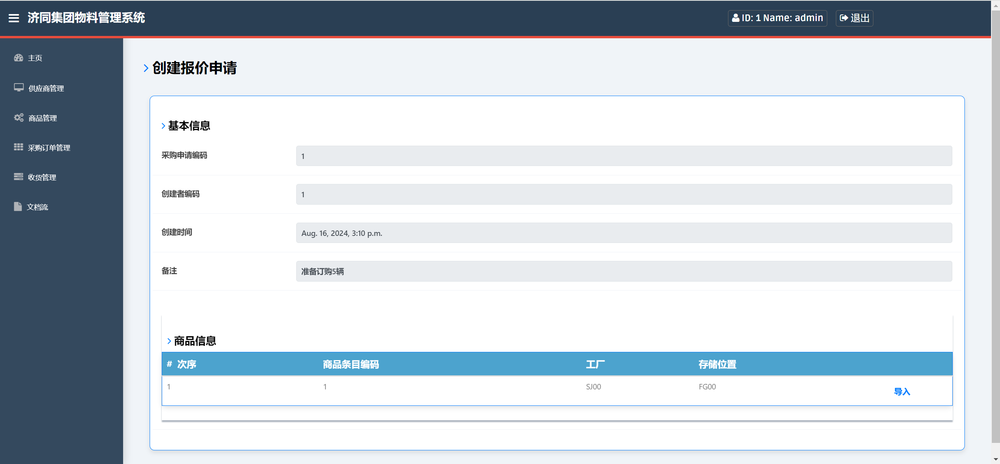 济同集团物料管理系统
ID: 1 Name: admin
退出
主页
供应商管理
商品管理
采购订单管理
收货管理
文档流
创建报价申请
基本信息
采购申请编码 1
创建者编码 1
创建时间 Aug. 16, 2024, 3:10 p.m.
备注 准备订购5辆
商品信息
# 次序 商品条目编码 工厂 存储位置
1 1 SJ00 FG00 导入